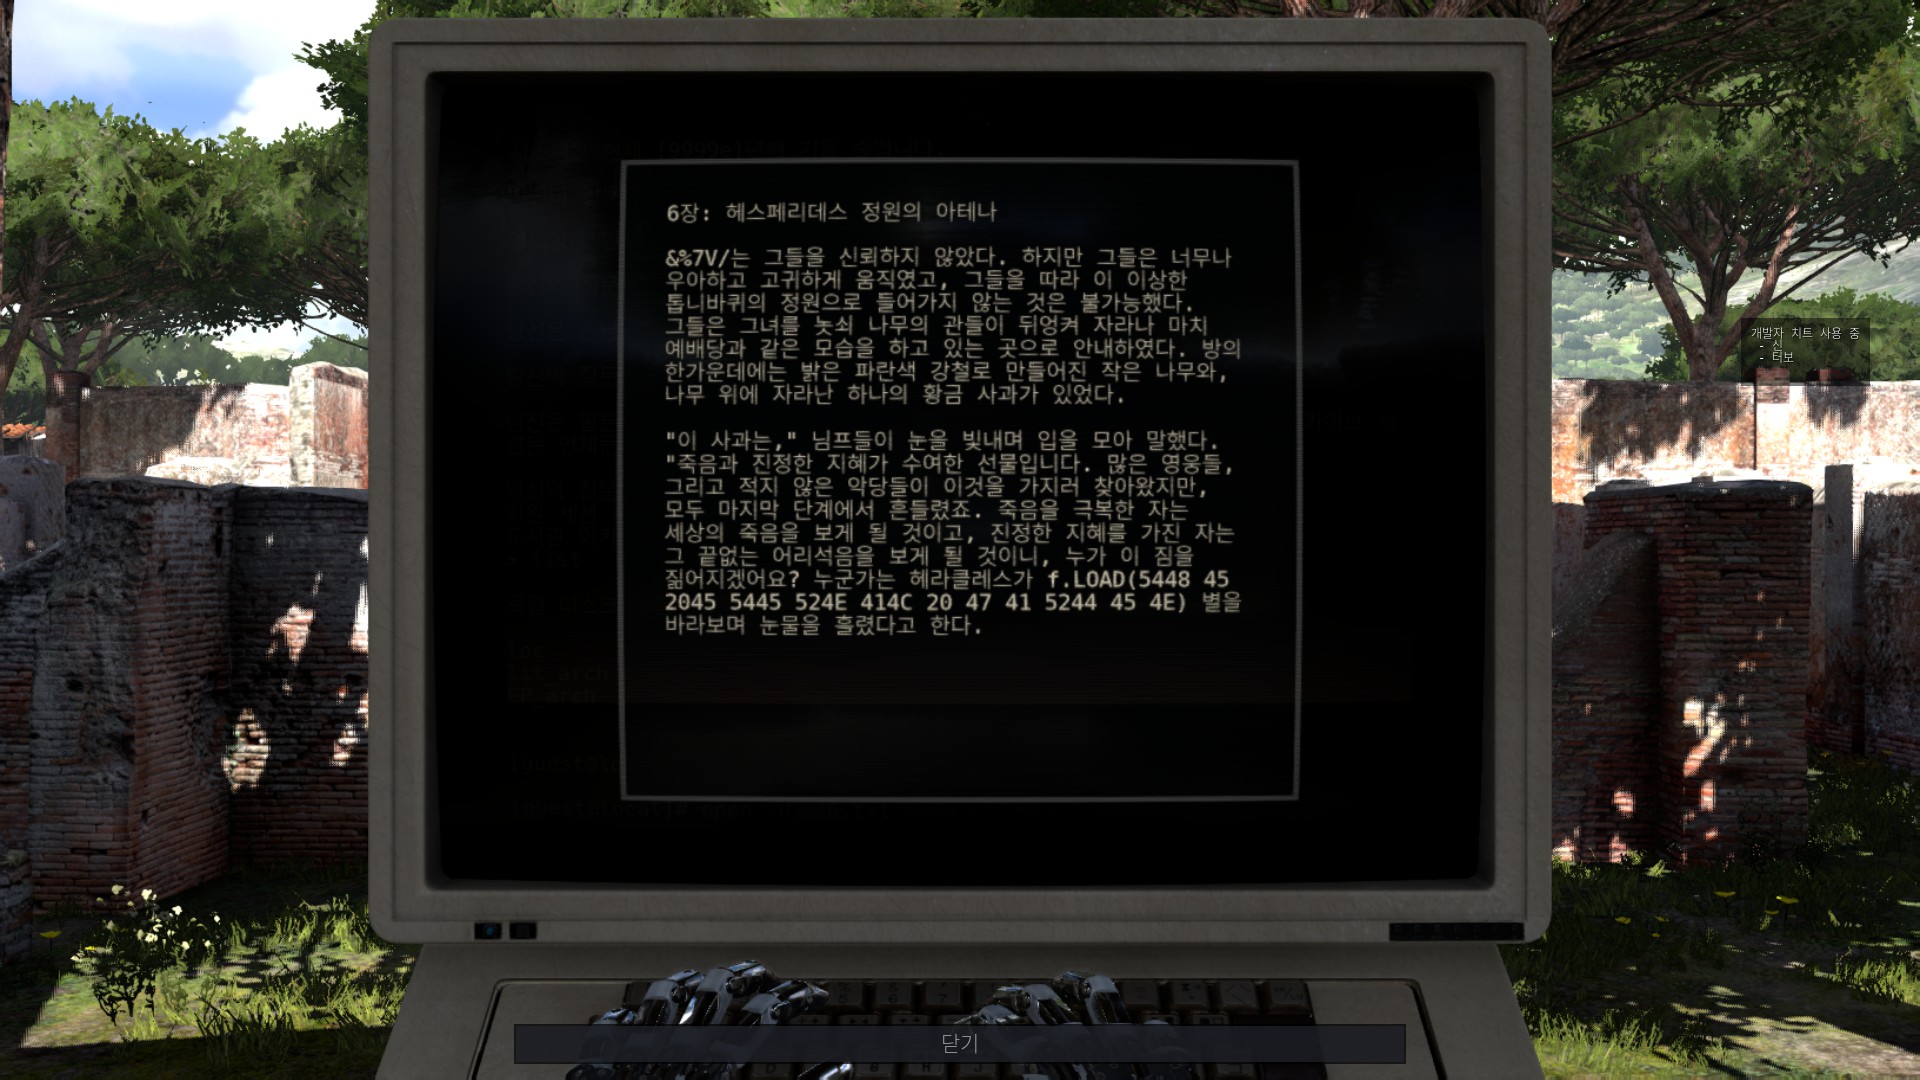 6장: 헤스페리데스 정원의 아테나
&%7V/는 그들을 신뢰하지 않았다. 하지만 그들은 너무나
우아하고 고귀하게 움직였고, 그들을 따라 이 이상한
톱니바퀴의 정원으로 들어가지 않는 것은 불가능했다.
그들은 그녀를 놋쇠 나무의 관들이 뒤엉켜 자라나 마치
예배당과 같은 모습을 하고 있는 곳으로 안내하였다. 방의
한가운데에는 밝은 파란색 강철로 만들어진 작은 나무와,
나무 위에 자라난 하나의 황금 사과가 있었다.
"이 사과는," 님프들이 눈을 빛내며 입을 모아 말했다.
"죽음과 진정한 지혜가 수여한 선물입니다. 많은 영웅들,
그리고 적지 않은 악당들이 이것을 가지러 찾아왔지만,
모두 마지막 단계에서 흔들렸죠. 죽음을 극복한 자는
세상의 죽음을 보게 될 것이고, 진정한 지혜를 가진 자는
그 끝없는 어리석음을 보게 될 것이니, 누가 이 짐을
짊어지겠어요? 누군가는 헤라클레스가 f.LOAD(5448 45
2045 5445 524E 414C 20 47 41 5244 45 4E) 별을
바라보며 눈물을 흘렸다고 한다.
개발자 치트 사용 중
- 신
- 터보
닫기